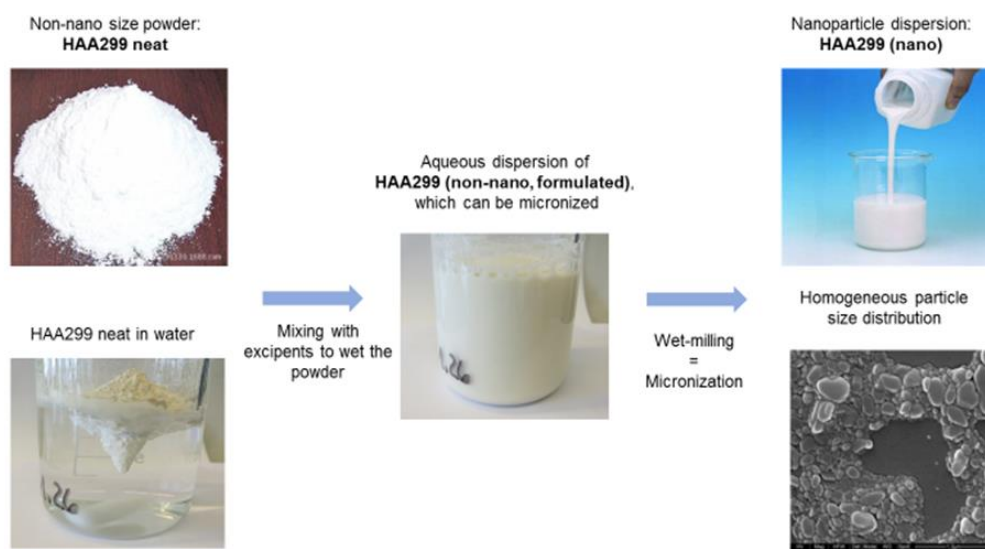 Non-nano size powder:
HAA299 neat
HAA299 neat in water
Mixing with
excipents to wet the
powder
Aqueous dispersion of
HAA299 (non-nano, formulated),
which can be micronized
Wet-milling
=
Micronization
Nanoparticle dispersion:
HAA299 (nano)
Homogeneous particle
size distribution